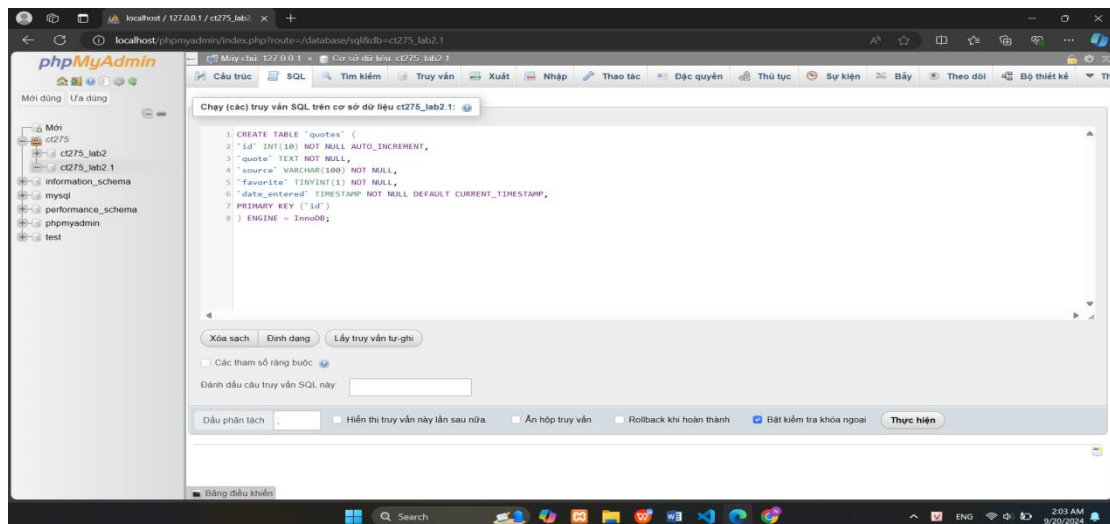 localhost / 127.0.0.1 / ct275_lab2
localhost/phpmyadmin/index.php?route=/database/sql&db=ct275_lab2.1
phpMyAdmin
Mới dùng Ưa dùng
Mới
ct275
ct275_lab2
ct275_lab2.1
information_schema
mysql
performance_schema
phpmyadmin
test
Máy chủ: 127.0.0.1 » Cơ sở dữ liệu: ct275_lab2.1
Cấu trúc SQL Tìm kiếm Truy vấn Xuất Nhập Thao tác Đặc quyền Thủ tục Sự kiện Bẫy Theo dõi Bộ thiết kế
Chạy (các) truy vấn SQL trên cơ sở dữ liệu ct275_lab2.1:
1 CREATE TABLE `quotes` (
2 `id` INT(10) NOT NULL AUTO_INCREMENT,
3 `quote` TEXT NOT NULL,
4 `source` VARCHAR(100) NOT NULL,
5 `favorite` TINYINT(1) NOT NULL,
6 `date_entered` TIMESTAMP NOT NULL DEFAULT CURRENT_TIMESTAMP,
7 PRIMARY KEY (`id`)
8 ) ENGINE = InnoDB;
Xóa sạch Định dạng Lấy truy vấn tự-ghi
Các tham số ràng buộc
Đánh dấu câu truy vấn SQL này:
Dấu phân tách ; Hiển thị truy vấn này lần sau nữa. Ẩn hộp truy vấn Rollback khi hoàn thành Bật kiểm tra khóa ngoại Thực hiện
Bảng điều khiển
Search
ENG
2:03 AM
9/20/2024